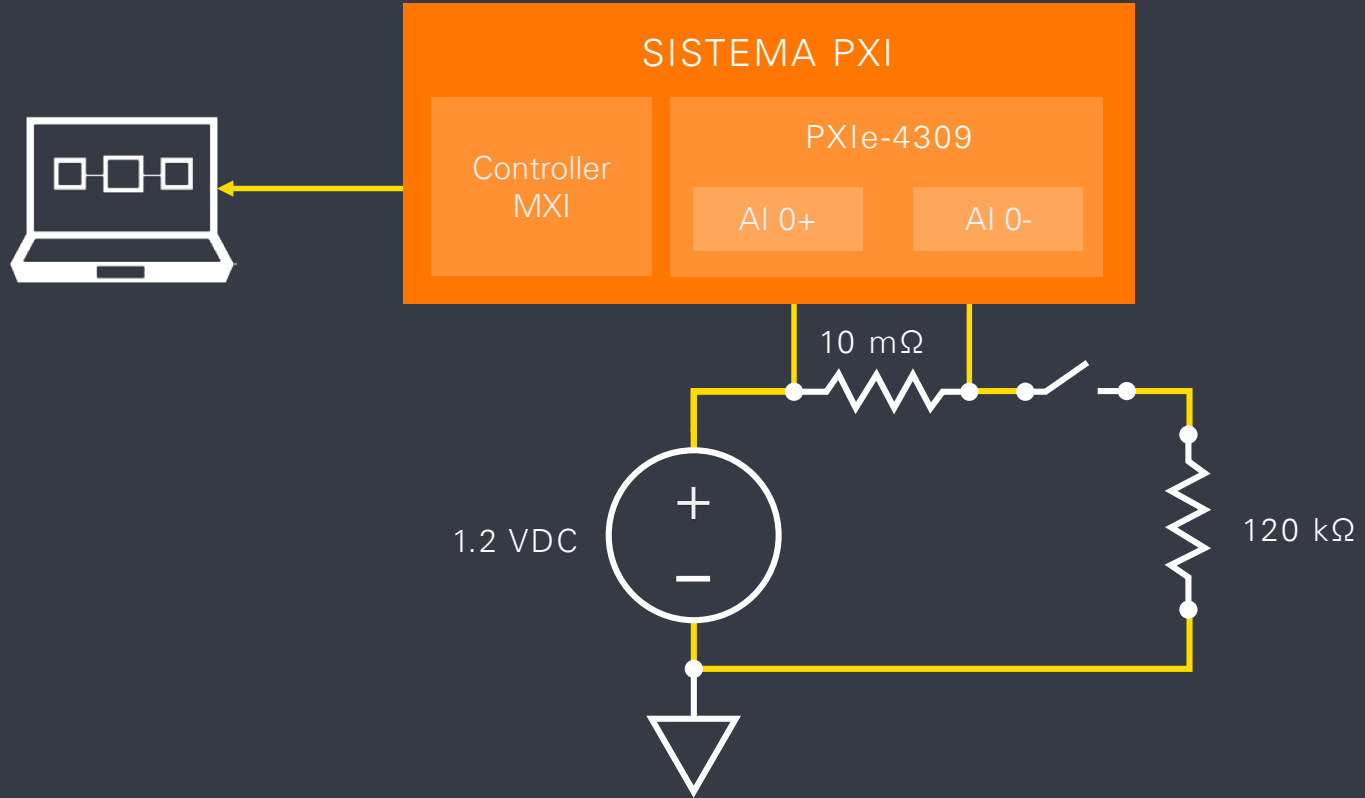 SISTEMA PXI
Controller
MXI
PXIe-4309
AI 0+
AI 0-
10 mΩ
1.2 VDC
+
−
120 kΩ